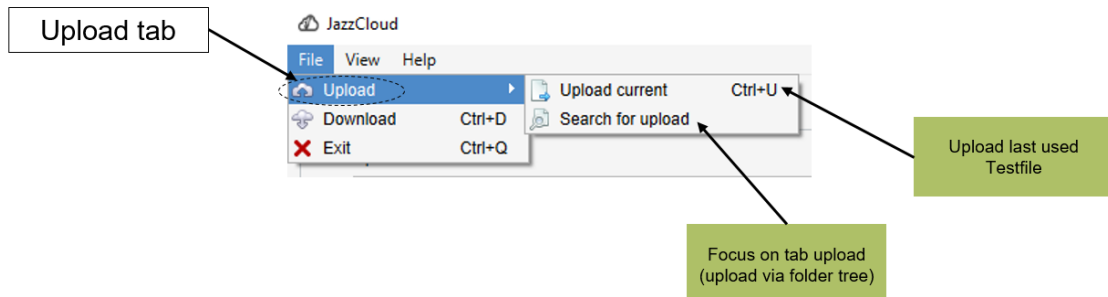 Upload tab
JazzCloud
File View Help
Upload
Upload current Ctrl+U
Download Ctrl+D
Search for upload
Exit Ctrl+Q
Upload last used
Testfile
Focus on tab upload
(upload via folder tree)